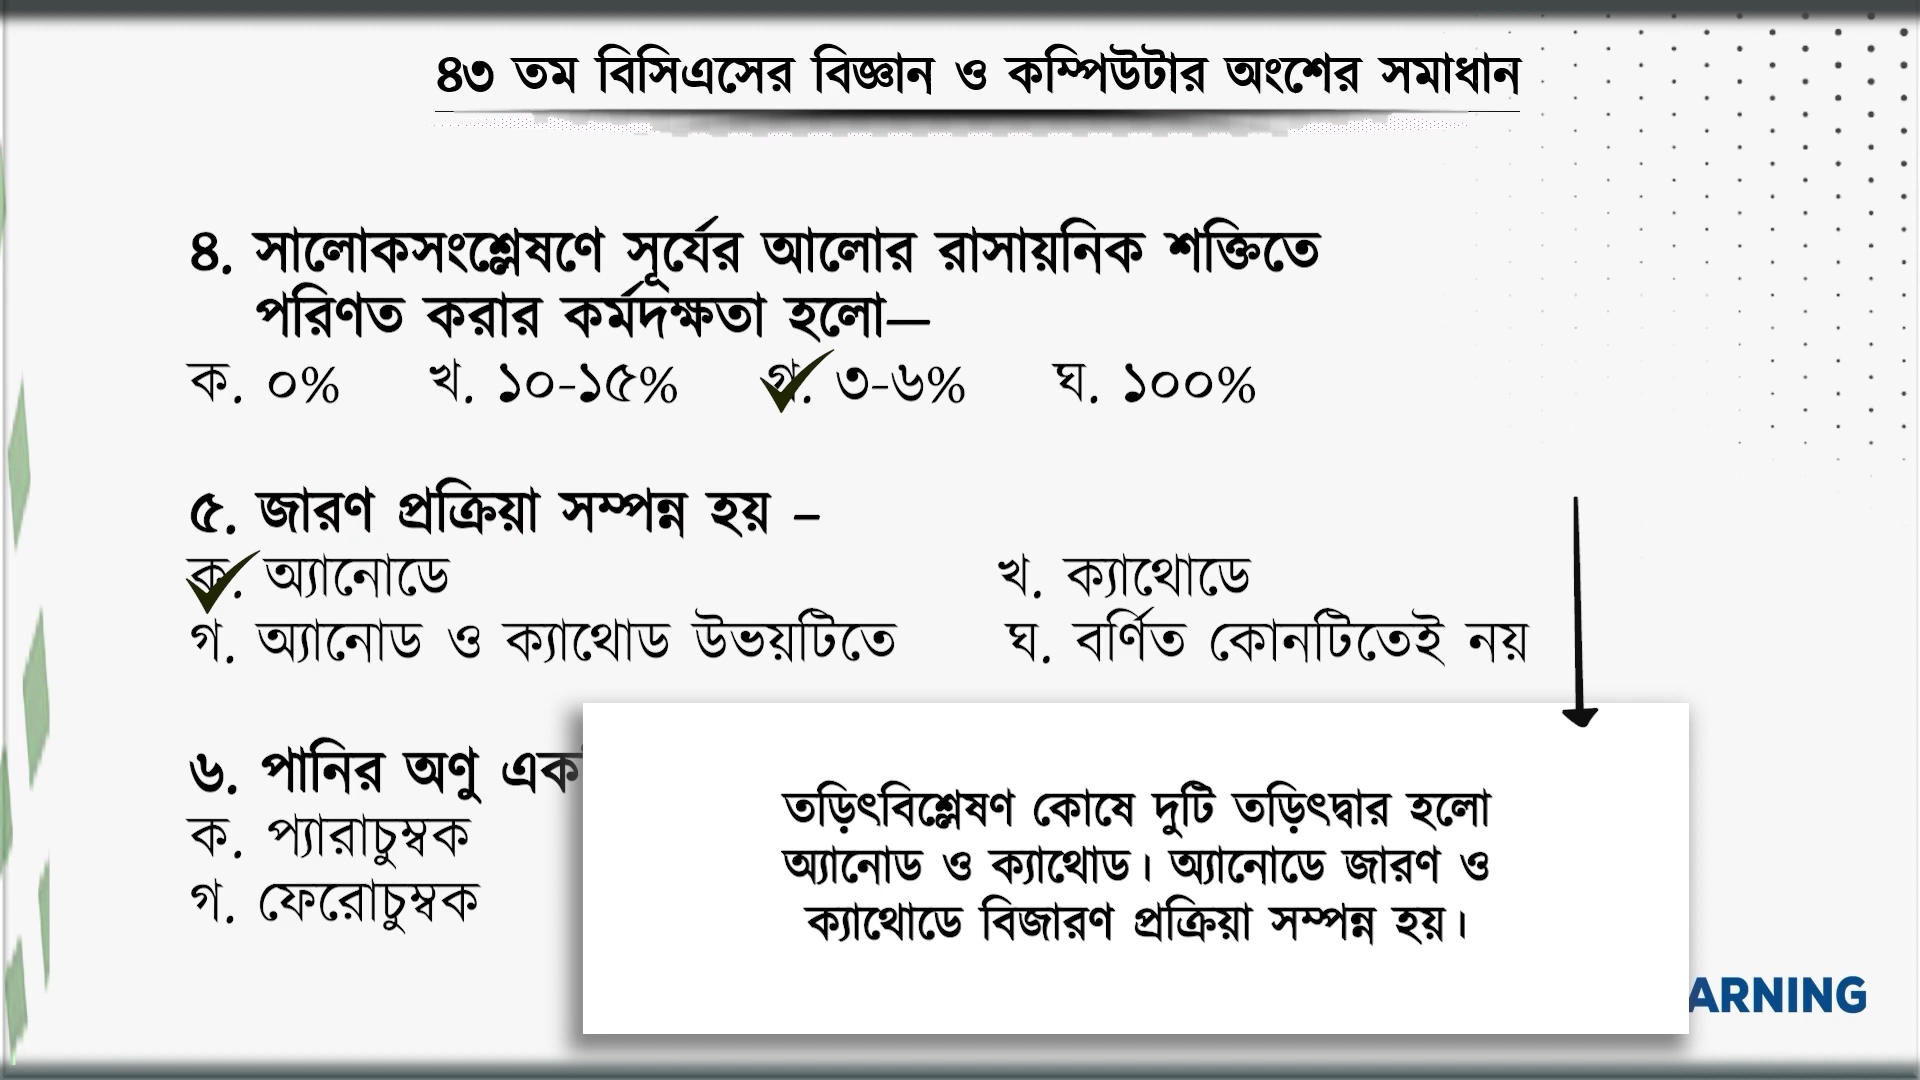 ৪৩ তম বিসিএসের বিজ্ঞান ও কম্পিউটার অংশের সমাধান
৪. সালোকসংশ্লেষণে সূর্যের আলোর রাসায়নিক শক্তিতে
পরিণত করার কর্মদক্ষতা হলো—
ক. ০% খ. ১০-১৫% গ. ৩-৬% ঘ. ১০০%
৫. জারণ প্রক্রিয়া সম্পন্ন হয় –
ক. অ্যানোডে খ. ক্যাথোডে
গ. অ্যানোড ও ক্যাথোড উভয়টিতে ঘ. বর্ণিত কোনটিতেই নয়
৬. পানির অণু
ক. প্যারাচুম্বক
গ. ফেরোচুম্বক
তড়িৎবিশ্লেষণ কোষে দুটি তড়িৎদ্বার হলো
অ্যানোড ও ক্যাথোড। অ্যানোডে জারণ ও
ক্যাথোডে বিজারণ প্রক্রিয়া সম্পন্ন হয়।
ARNING